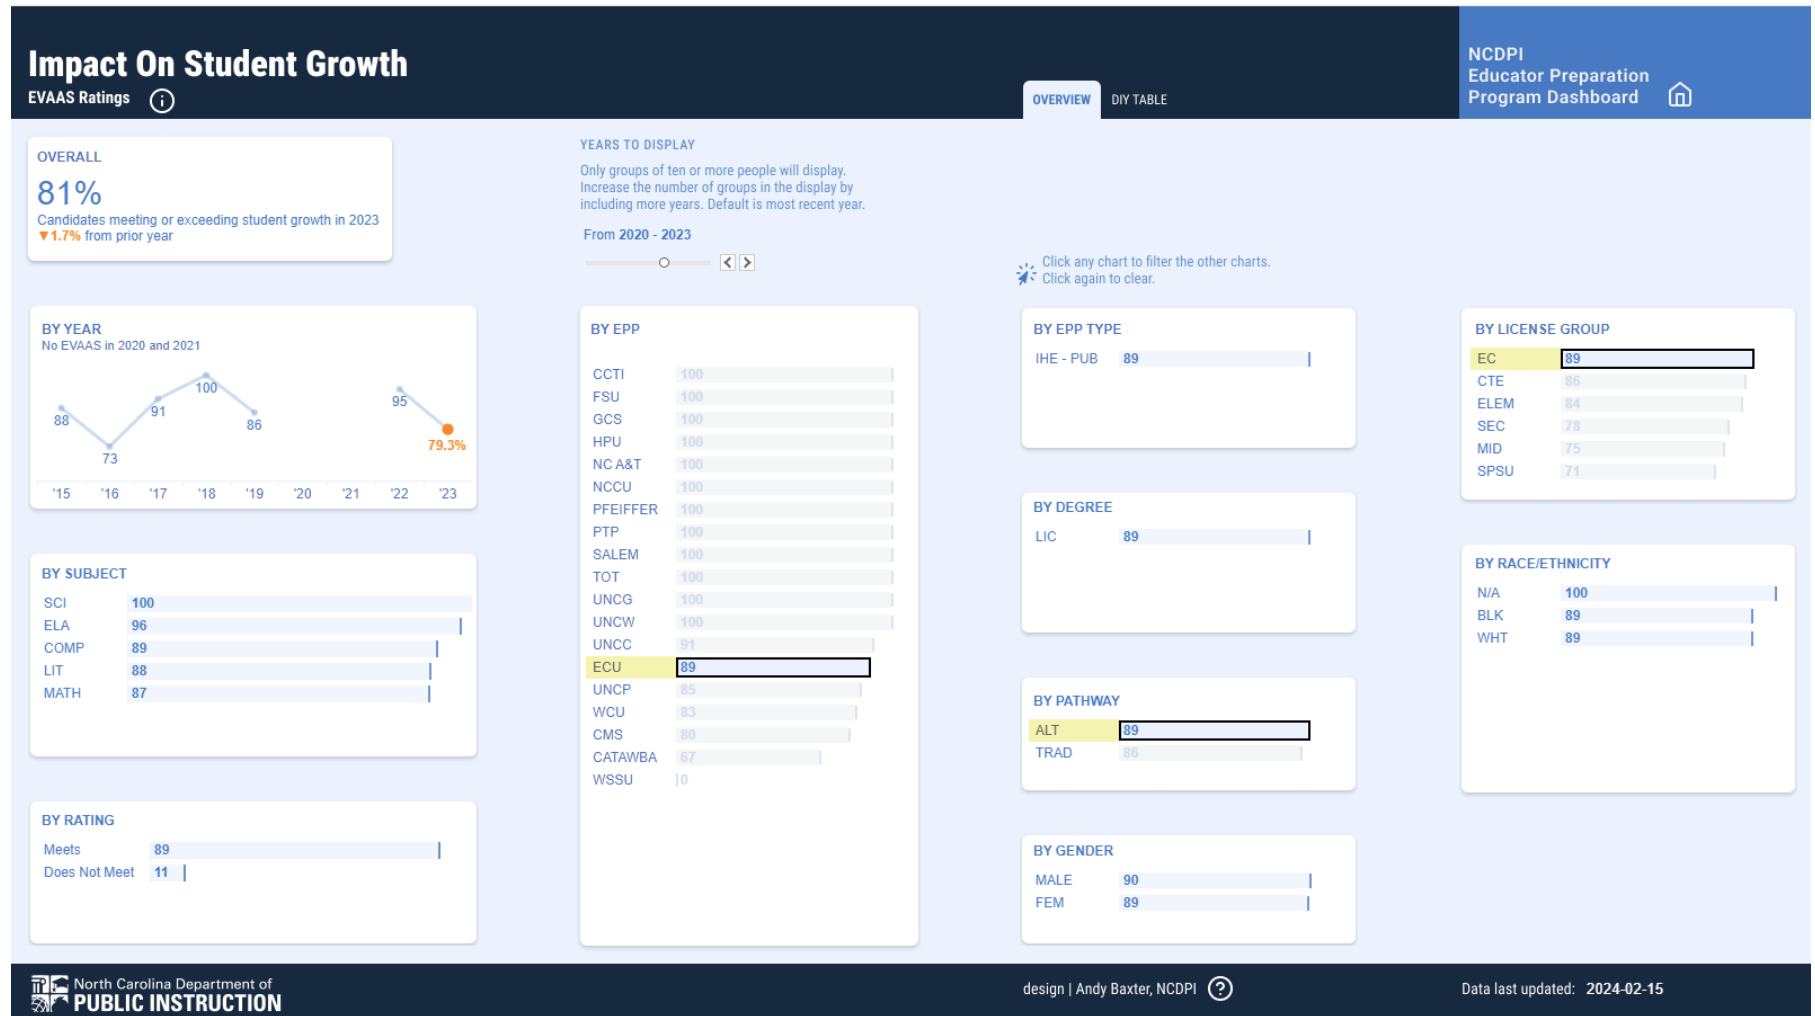 Impact On Student Growth
EVAAS Ratings
OVERVIEW
DIY TABLE
NCDPI
Educator Preparation
Program Dashboard
OVERALL
81%
Candidates meeting or exceeding student growth in 2023
▼1.7% from prior year
YEARS TO DISPLAY
Only groups of ten or more people will display.
Increase the number of groups in the display by
including more years. Default is most recent year.
From 2020 - 2023
Click any chart to filter the other charts.
Click again to clear.
BY YEAR
No EVAAS in 2020 and 2021
88
73
91
100
86
95
79.3%
'15 '16 '17 '18 '19 '20 '21 '22 '23
BY SUBJECT
SCI 100
ELA 96
COMP 89
LIT 88
MATH 87
BY RATING
Meets 89
Does Not Meet 11
BY EPP
CCTI 100
FSU 100
GCS 100
HPU 100
NC A&T 100
NCCU 100
PFEIFFER 100
PTP 100
SALEM 100
TOT 100
UNCG 100
UNCW 100
UNCC 91
ECU 89
UNCP 85
WCU 83
CMS 80
CATAWBA 67
WSSU 0
BY EPP TYPE
IHE - PUB 89
BY DEGREE
LIC 89
BY PATHWAY
ALT 89
TRAD 86
BY GENDER
MALE 90
FEM 89
BY LICENSE GROUP
EC 89
CTE 86
ELEM 84
SEC 78
MID 75
SPSU 71
BY RACE/ETHNICITY
N/A 100
BLK 89
WHT 89
North Carolina Department of
PUBLIC INSTRUCTION
design | Andy Baxter, NCDPI
Data last updated: 2024-02-15